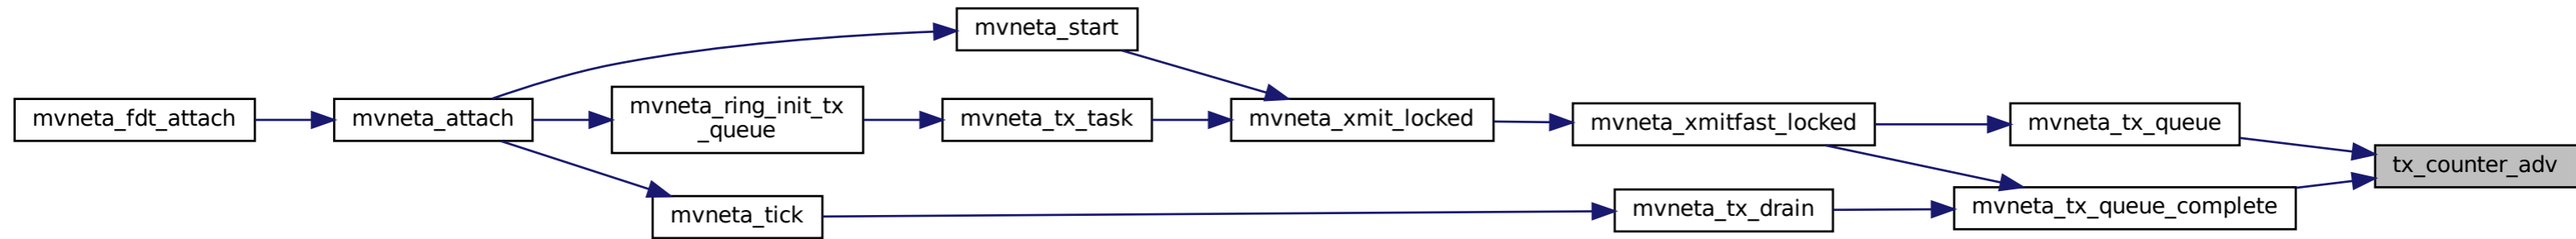 mvneta_fdt_attach
mvneta_attach
mvneta_start
mvneta_ring_init_tx
_queue
mvneta_tick
mvneta_tx_task
mvneta_xmit_locked
mvneta_xmitfast_locked
mvneta_tx_drain
mvneta_tx_queue
mvneta_tx_queue_complete
tx_counter_adv